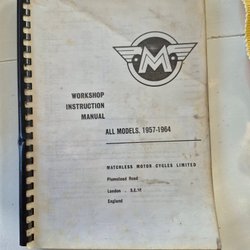 M
WORKSHOP
INSTRUCTION
MANUAL
ALL MODELS, 1957-1964
MATCHLESS MOTOR CYCLES LIMITED
Plumstead Road
London - S.E.18
England